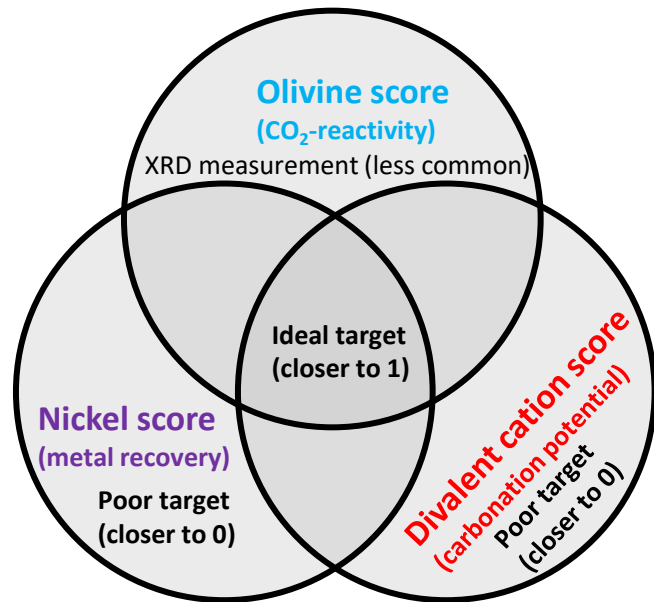 Olivine score
(CO₂-reactivity)
XRD measurement (less common)
Ideal target
(closer to 1)
Nickel score
(metal recovery)
Poor target
(closer to 0)
Divalent cation score
(carbonation potential)
Poor target
(closer to 0)